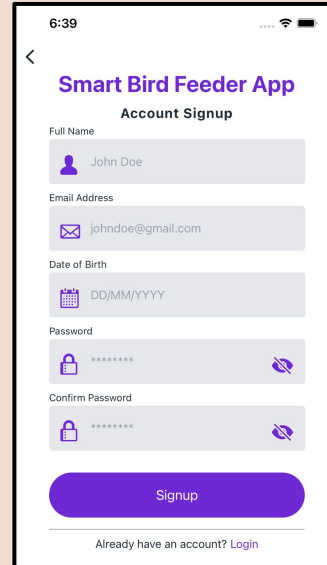 6:39
Smart Bird Feeder App
Account Signup
Full Name
John Doe
Email Address
johndoe@gmail.com
Date of Birth
DD/MM/YYYY
Password
********
Confirm Password
********
Signup
Already have an account? Login